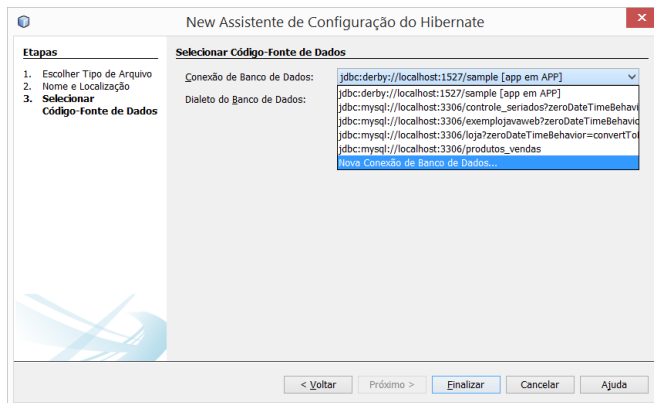 New Assistente de Configuração do Hibernate
Etapas
1. Escolher Tipo de Arquivo
2. Nome e Localização
3. Selecionar
Código-Fonte de Dados
Selecionar Código-Fonte de Dados
Conexão de Banco de Dados:
jdbc:derby://localhost:1527/sample [app em APP]
Dialeto do Banco de Dados:
jdbc:derby://localhost:1527/sample [app em APP]
jdbc:mysql://localhost:3306/controle_seriados?zeroDateTimeBehavi
jdbc:mysql://localhost:3306/exemplojavaweb?zeroDateTimeBehavic
jdbc:mysql://localhost:3306/loja?zeroDateTimeBehavior=convertTol
jdbc:mysql://localhost:3306/produtos_vendas
Nova Conexão de Banco de Dados...
< Voltar
Próximo >
Finalizar
Cancelar
Ajuda